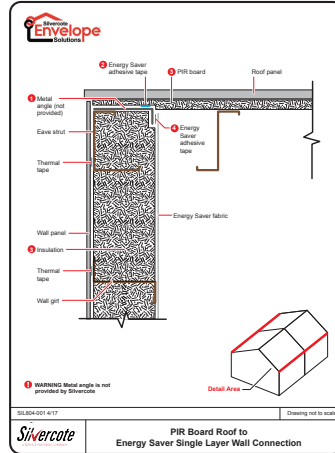 Silvercote
Envelope
Solutions
2 Energy Saver
adhesive tape
3 PIR board
Roof panel
1 Metal
angle (not
provided)
Eave strut
4 Energy
Saver
adhesive
tape
Thermal
tape
Energy Saver fabric
Wall panel
5 Insulation
Thermal
tape
Wall girt
! WARNING Metal angle is not
provided by Silvercote
Detail Area
SIL804-001 4/17
Drawing not to scale
Silvercote
PIR Board Roof to
Energy Saver Single Layer Wall Connection